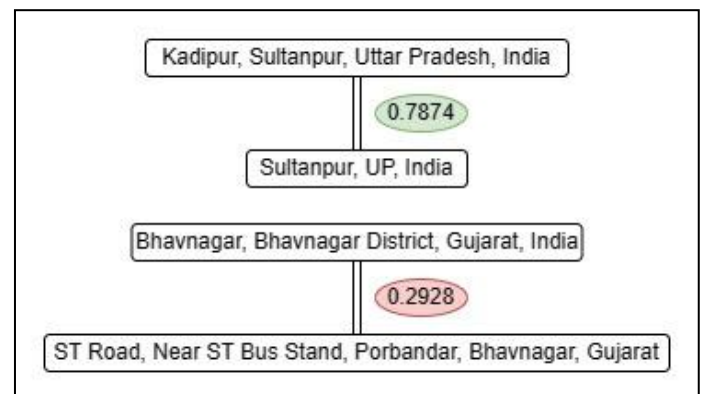 Kadipur, Sultanpur, Uttar Pradesh, India
0.7874
Sultanpur, UP, India
Bhavnagar, Bhavnagar District, Gujarat, India
0.2928
ST Road, Near ST Bus Stand, Porbandar, Bhavnagar, Gujarat